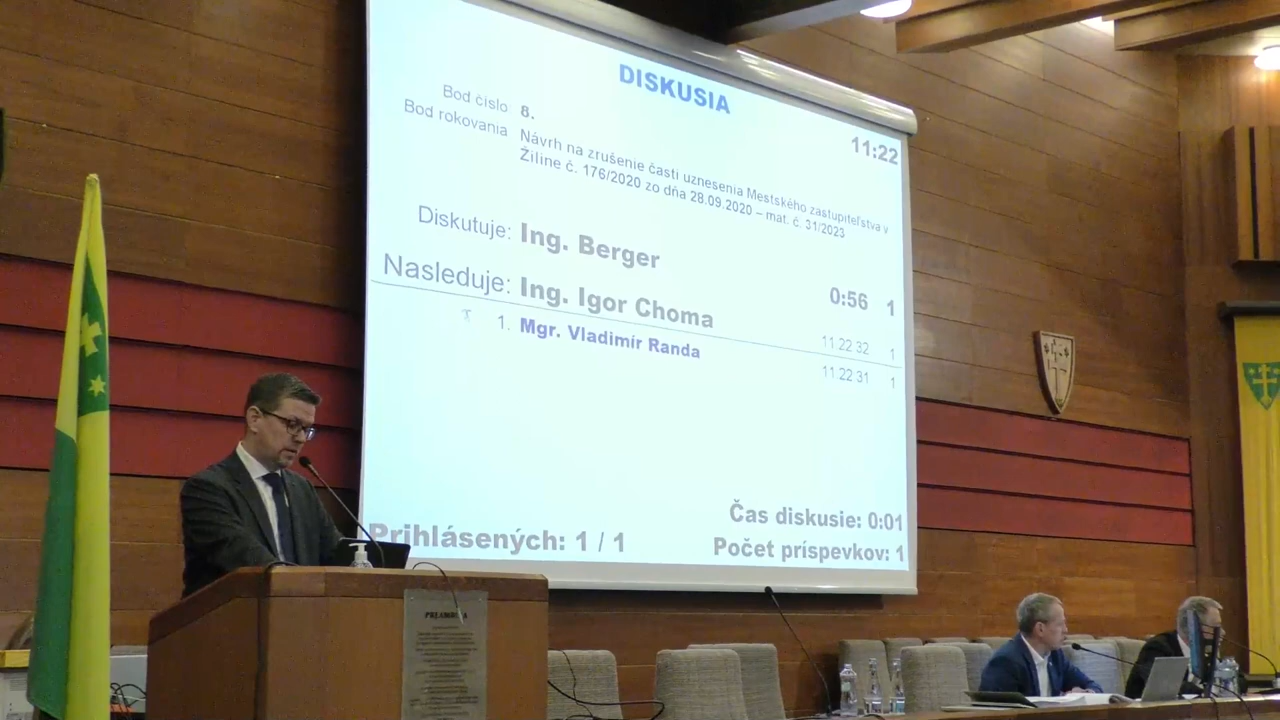 DISKUSIA
11:22
Bod číslo 8.
Bod rokovania Návrh na zrušenie časti uznesenia Mestského zastupiteľstva v
Žiline č. 176/2020 zo dňa 28.09.2020 – mat. č. 31/2023
Diskutuje: Ing. Berger 0:56 1
Nasleduje: Ing. Igor Choma 11 22 32 1
1. Mgr. Vladimír Randa 11 22 31 1
Čas diskusie: 0:01
Prihlásených: 1 / 1
Počet príspevkov: 1
PREAMBULA